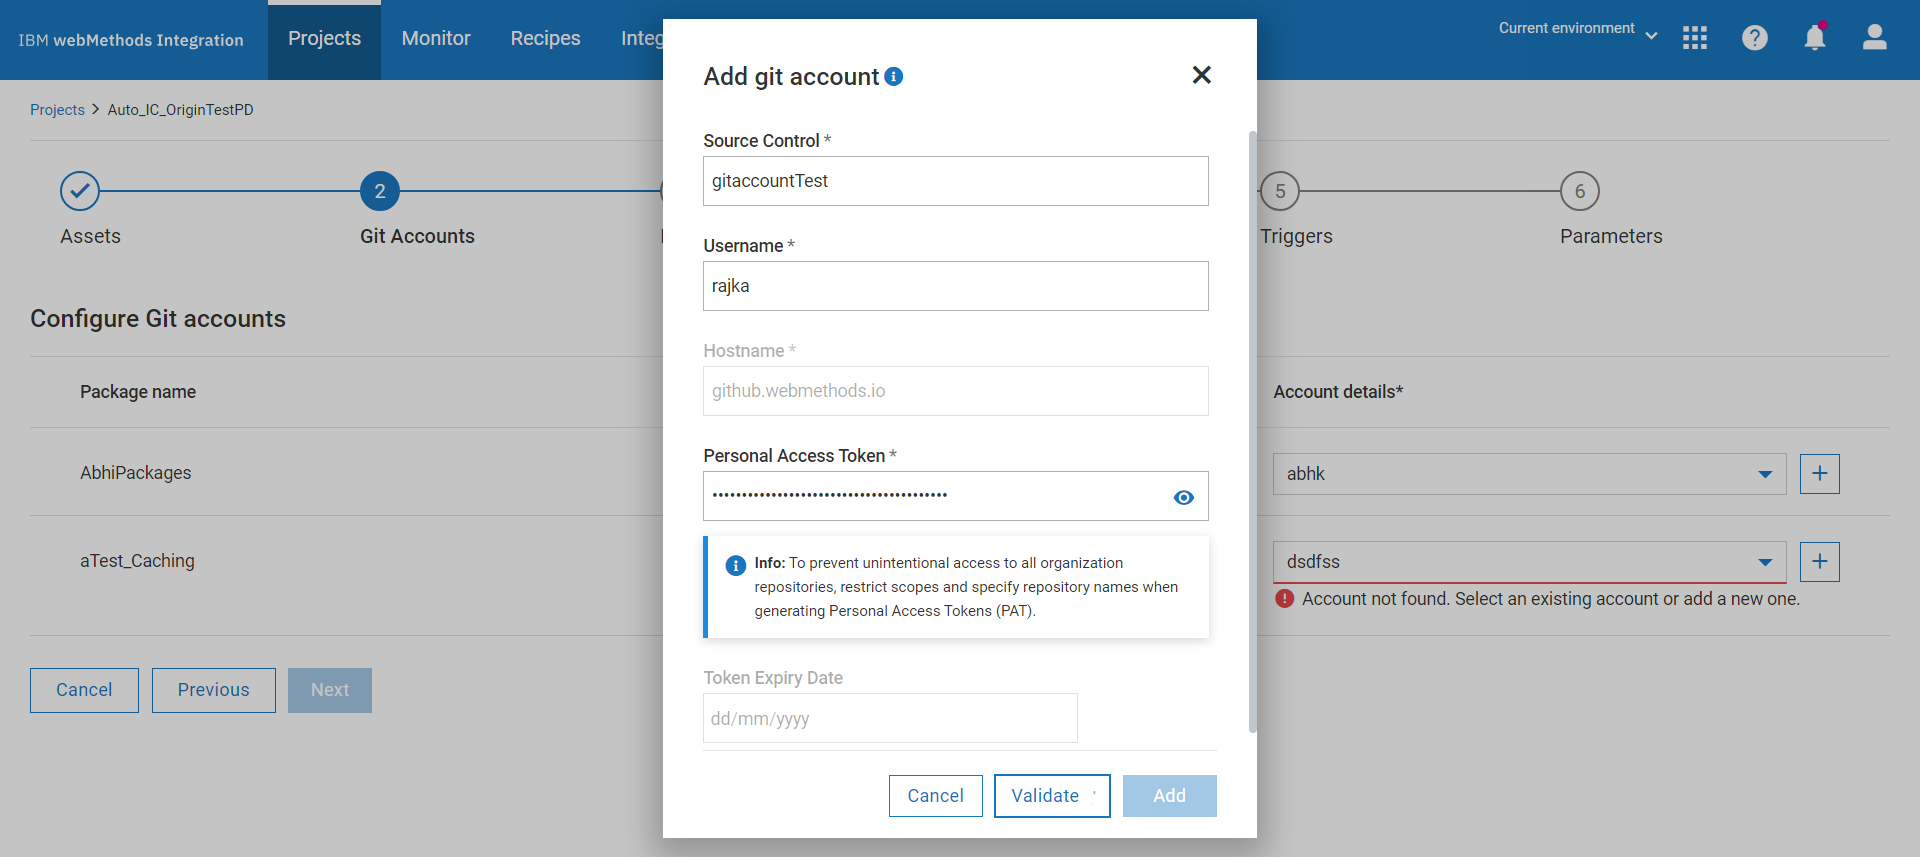 IBM webMethods Integration
Projects
Monitor
Recipes
Integ
Current environment
Projects > Auto_IC_OriginTestPD
Assets
2
Git Accounts
5
Triggers
6
Parameters
Configure Git accounts
Package name
Account details*
AbhiPackages
abhk
aTest_Caching
dsdfss
Account not found. Select an existing account or add a new one.
Cancel
Previous
Next
Add git account
Source Control *
gitaccountTest
Username *
rajka
Hostname *
github.webmethods.io
Personal Access Token *
••••••••••••••••••••••••••••••••••••••••
Info: To prevent unintentional access to all organization
repositories, restrict scopes and specify repository names when
generating Personal Access Tokens (PAT).
Token Expiry Date
dd/mm/yyyy
Cancel
Validate
Add